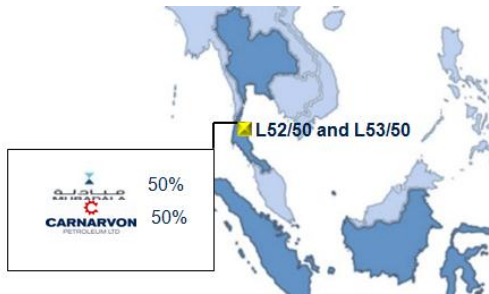 L52/50 and L53/50
مبادلة
MUBADALA
50%
CARNARVON
PETROLEUM LTD
50%